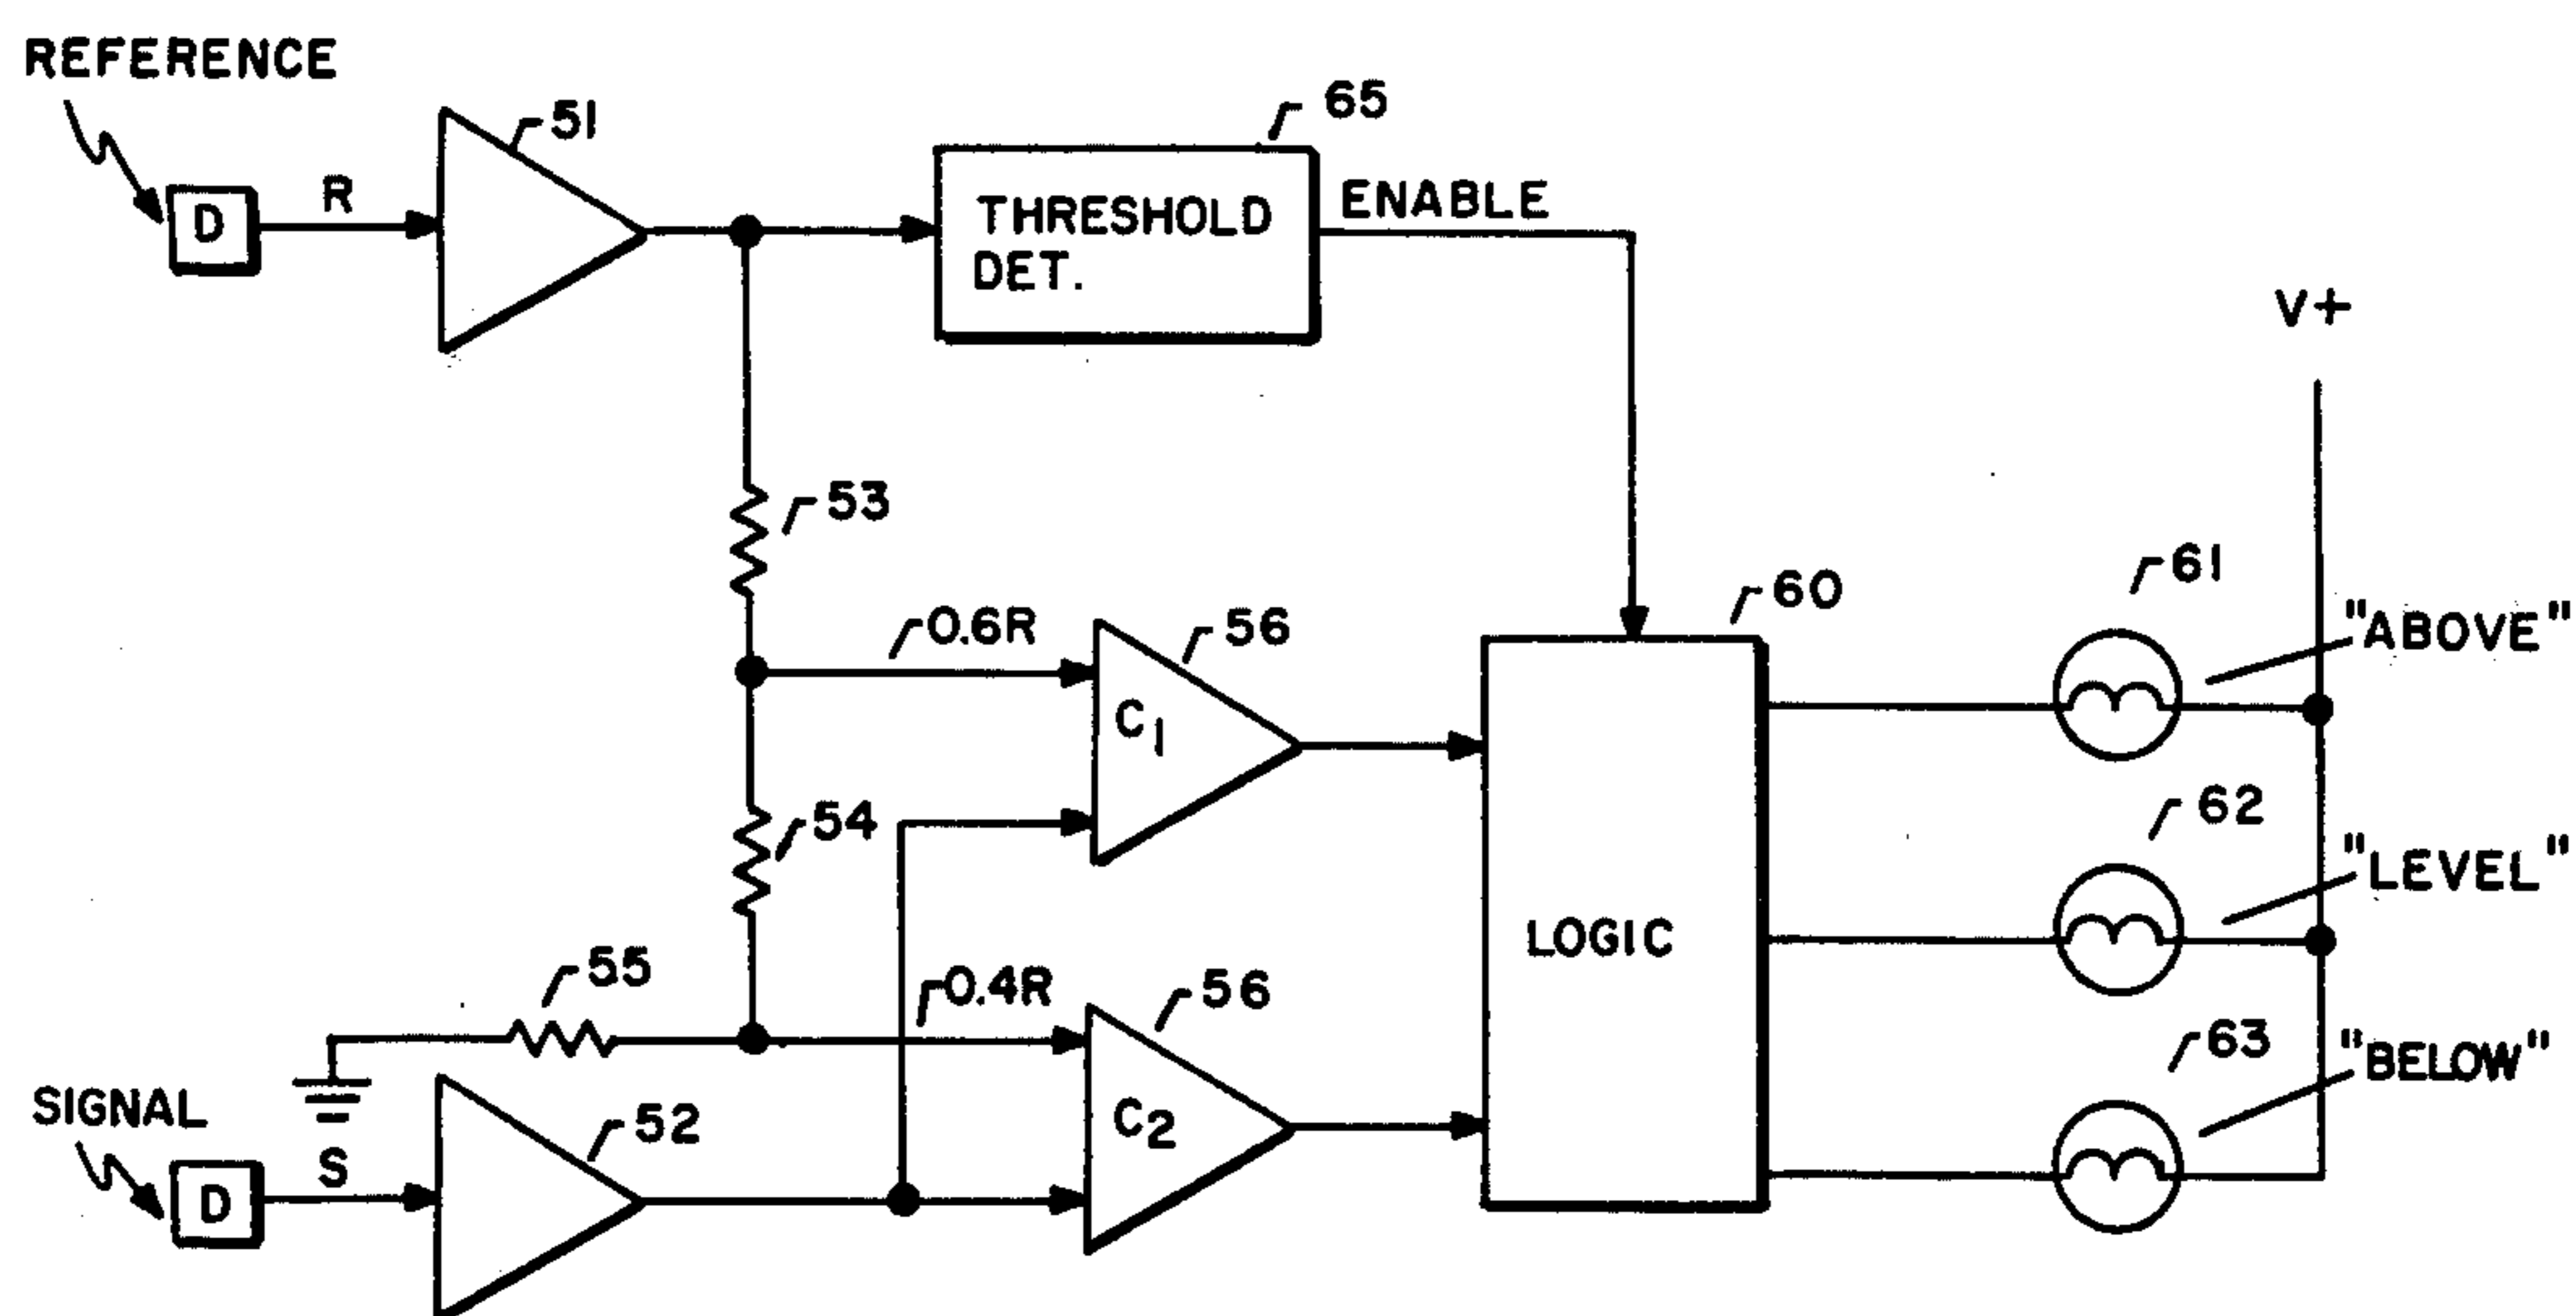 REFERENCE
51
65
R
D
THRESHOLD
DET.
ENABLE
V+
53
0.6R
56
60
61
"ABOVE"
C1
54
62
"LEVEL"
LOGIC
55
0.4R
56
63
"BELOW"
SIGNAL
52
C2
S
D